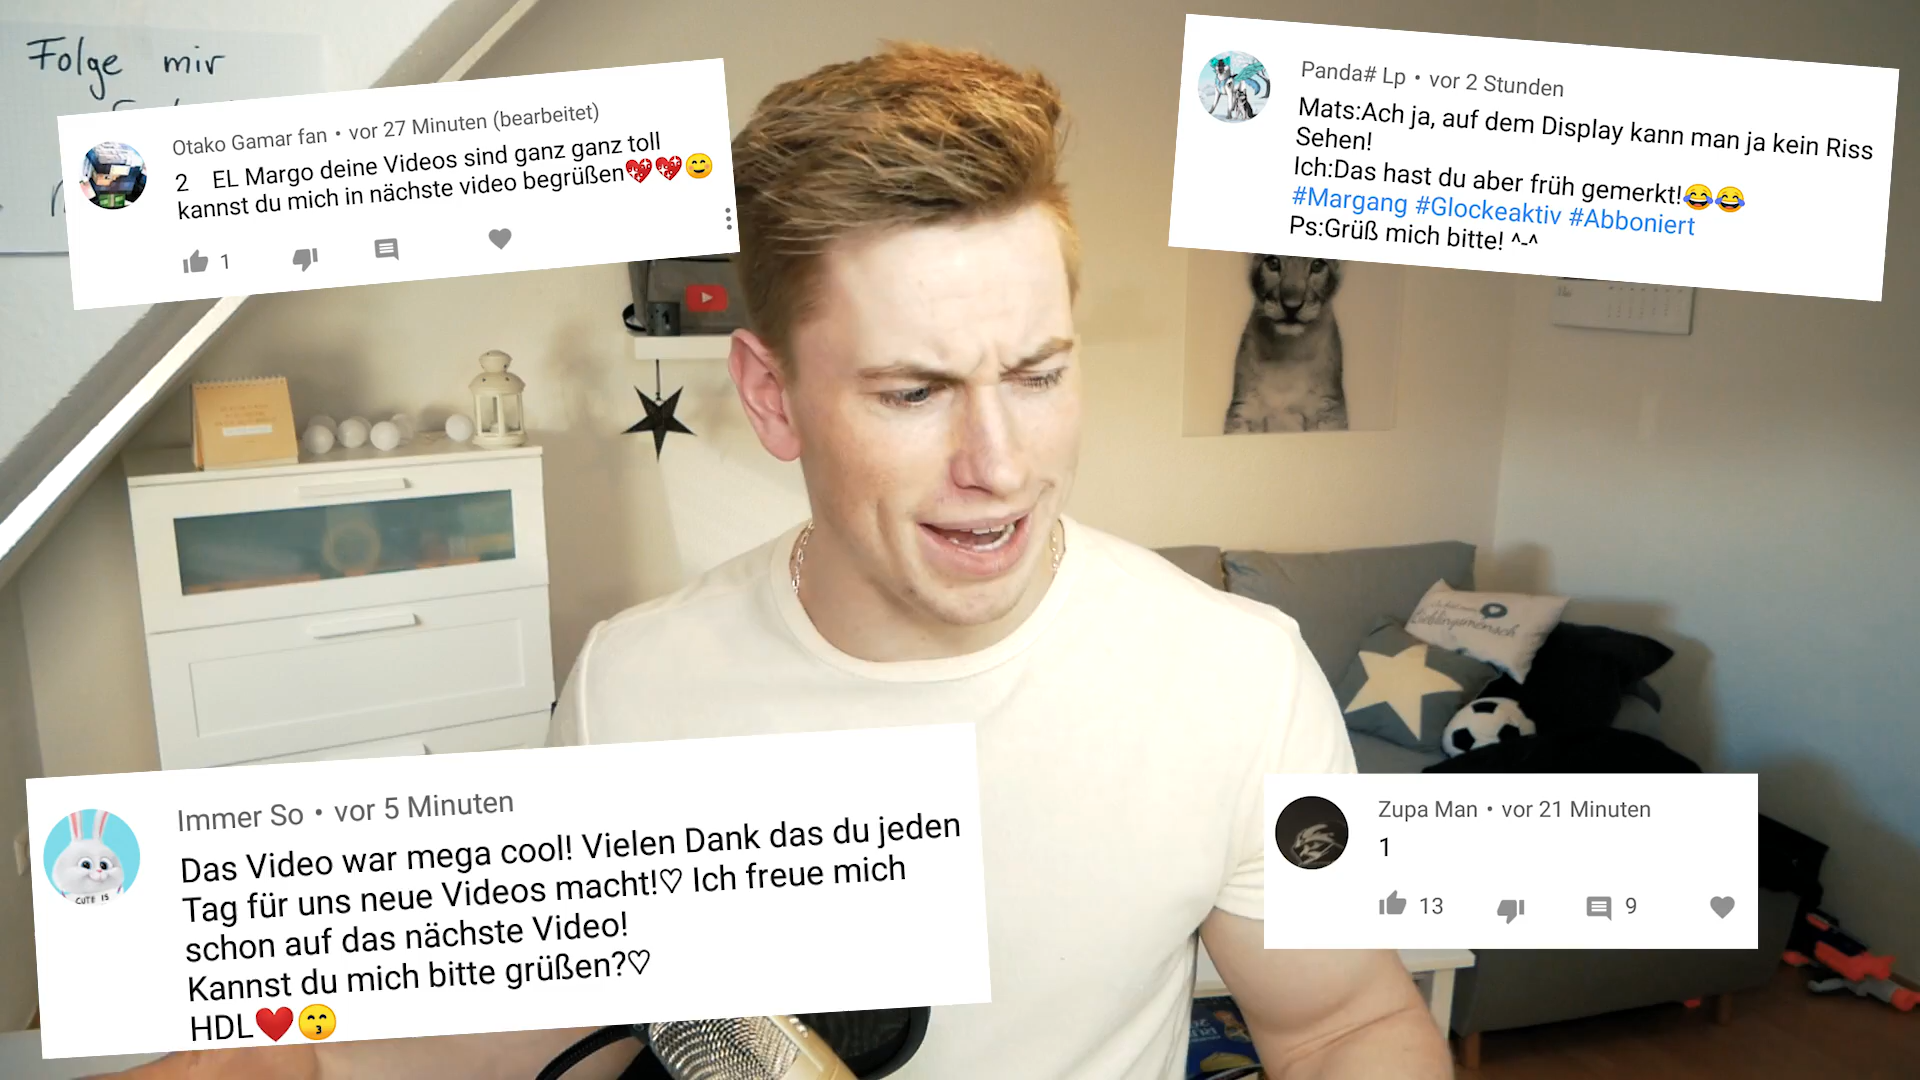 Folge mir
Otako Gamar fan • vor 27 Minuten (bearbeitet)
2 EL Margo deine Videos sind ganz ganz toll
kannst du mich in nächste video begrüßen💖💖😊
1
Panda# Lp • vor 2 Stunden
Mats:Ach ja, auf dem Display kann man ja kein Riss
Sehen!
Ich:Das hast du aber früh gemerkt!😂😂
#Margang #Glockeaktiv #Abboniert
Ps:Grüß mich bitte! ^-^
Lieblingsmensch
Immer So • vor 5 Minuten
Das Video war mega cool! Vielen Dank das du jeden
Tag für uns neue Videos macht!♡ Ich freue mich
schon auf das nächste Video!
Kannst du mich bitte grüßen?♡
HDL❤️😙
CUTE IS
Zupa Man • vor 21 Minuten
1
13 9